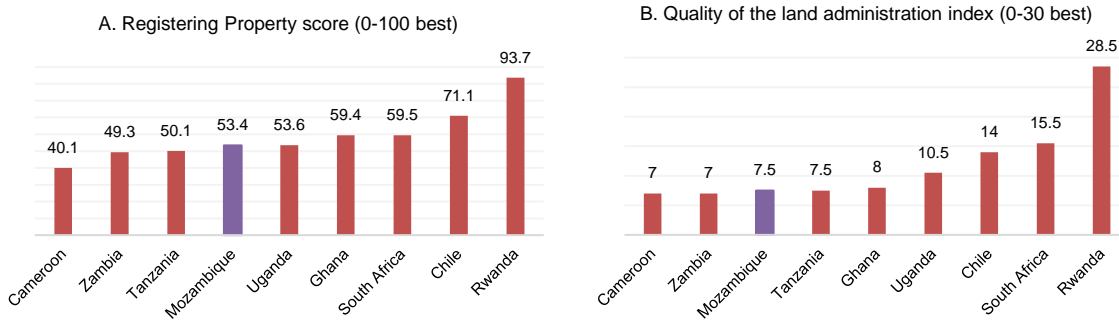 A. Registering Property score (0-100 best)
40.1
49.3
50.1
53.4
53.6
59.4
59.5
71.1
93.7
Cameroon
Zambia
Tanzania
Mozambique
Uganda
Ghana
South Africa
Chile
Rwanda
B. Quality of the land administration index (0-30 best)
7
7
7.5
7.5
8
10.5
14
15.5
28.5
Cameroon
Zambia
Mozambique
Tanzania
Ghana
Uganda
Chile
South Africa
Rwanda